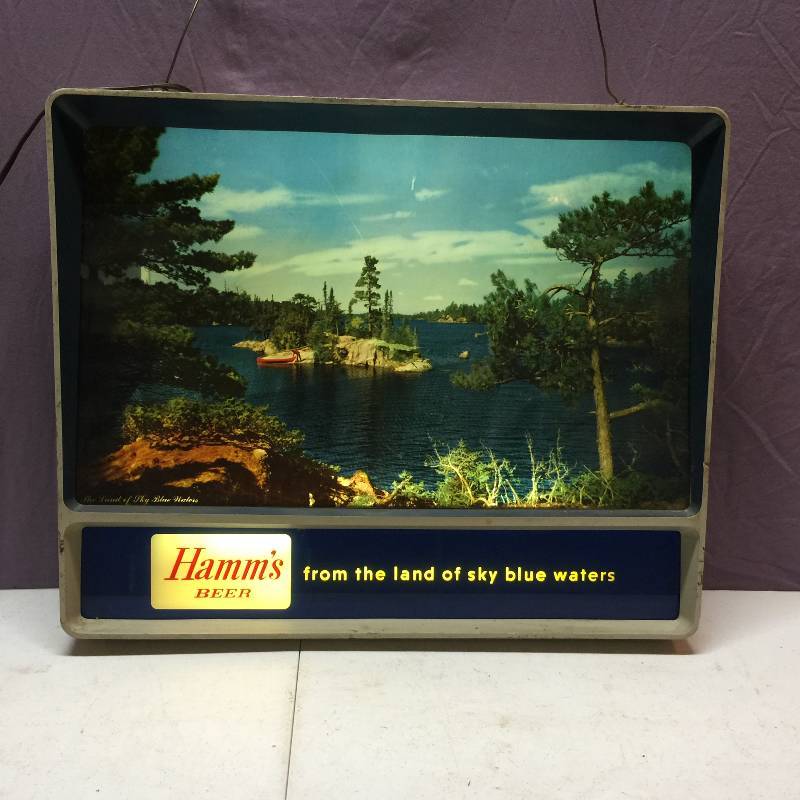 The Land of Sky Blue Waters
Hamm's
BEER
from the land of sky blue waters